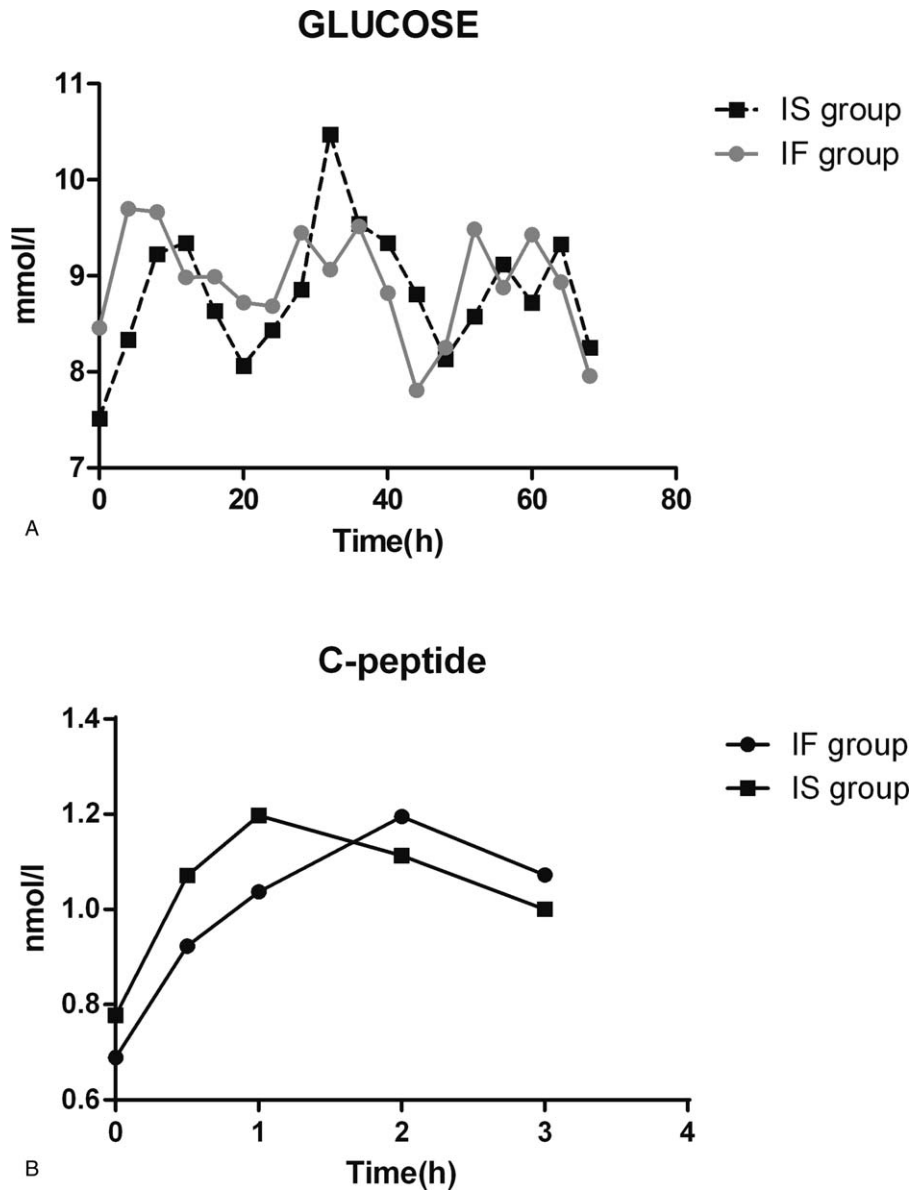 GLUCOSE
11
10
9
8
7
mmol/l
0 20 40 60 80
Time(h)
IS group
IF group
A
C-peptide
1.4
1.2
1.0
0.8
0.6
nmol/l
0 1 2 3 4
Time(h)
IF group
IS group
B